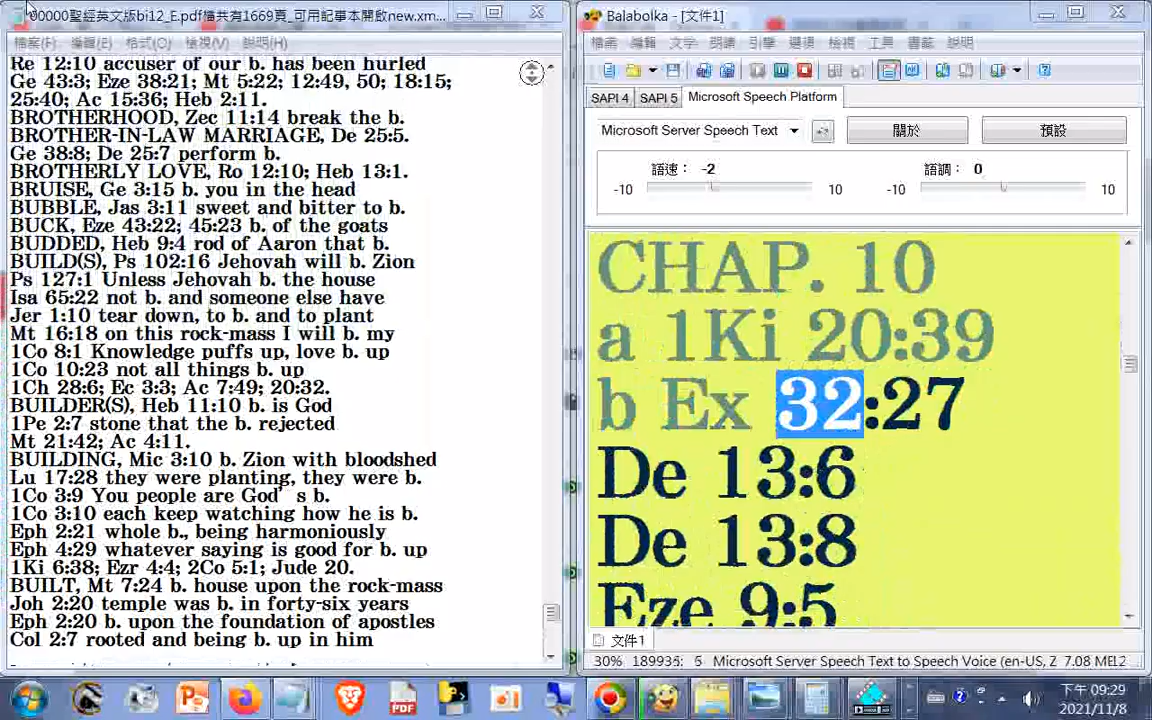 00000聖經英文版bi12_E.pdf檔共有1669頁_可用記事本開啟new.xm...
檔案(F) 編輯(E) 格式(O) 檢視(V) 說明(H)
Re 12:10 accuser of our b. has been hurled
Ge 43:3; Eze 38:21; Mt 5:22; 12:49, 50; 18:15;
25:40; Ac 15:36; Heb 2:11.
BROTHERHOOD, Zec 11:14 break the b.
BROTHER-IN-LAW MARRIAGE, De 25:5.
Ge 38:8; De 25:7 perform b.
BROTHERLY LOVE, Ro 12:10; Heb 13:1.
BRUISE, Ge 3:15 b. you in the head
BUBBLE, Jas 3:11 sweet and bitter to b.
BUCK, Eze 43:22; 45:23 b. of the goats
BUDDED, Heb 9:4 rod of Aaron that b.
BUILD(S), Ps 102:16 Jehovah will b. Zion
Ps 127:1 Unless Jehovah b. the house
Isa 65:22 not b. and someone else have
Jer 1:10 tear down, to b. and to plant
Mt 16:18 on this rock-mass I will b. my
1Co 8:1 Knowledge puffs up, love b. up
1Co 10:23 not all things b. up
1Ch 28:6; Ec 3:3; Ac 7:49; 20:32.
BUILDER(S), Heb 11:10 b. is God
1Pe 2:7 stone that the b. rejected
Mt 21:42; Ac 4:11.
BUILDING, Mic 3:10 b. Zion with bloodshed
Lu 17:28 they were planting, they were b.
1Co 3:9 You people are God’s b.
1Co 3:10 each keep watching how he is b.
Eph 2:21 whole b., being harmoniously
Eph 4:29 whatever saying is good for b. up
1Ki 6:38; Ezr 4:4; 2Co 5:1; Jude 20.
BUILT, Mt 7:24 b. house upon the rock-mass
Joh 2:20 temple was b. in forty-six years
Eph 2:20 b. upon the foundation of apostles
Col 2:7 rooted and being b. up in him
Balabolka - [文件1]
檔案 編輯 文字 朗讀 引擎 選項 檢視 工具 書籤 說明
SAPI 4 SAPI 5 Microsoft Speech Platform
Microsoft Server Speech Text 關於 預設
語速: -2 語調: 0
-10 10 -10 10
CHAP. 10
a 1Ki 20:39
b Ex 32:27
De 13:6
De 13:8
Eze 9:5
文件1
30% Microsoft Server Speech Text to Speech Voice (en-US, Z 7.08
PDF
下午 09:29
2021/11/8